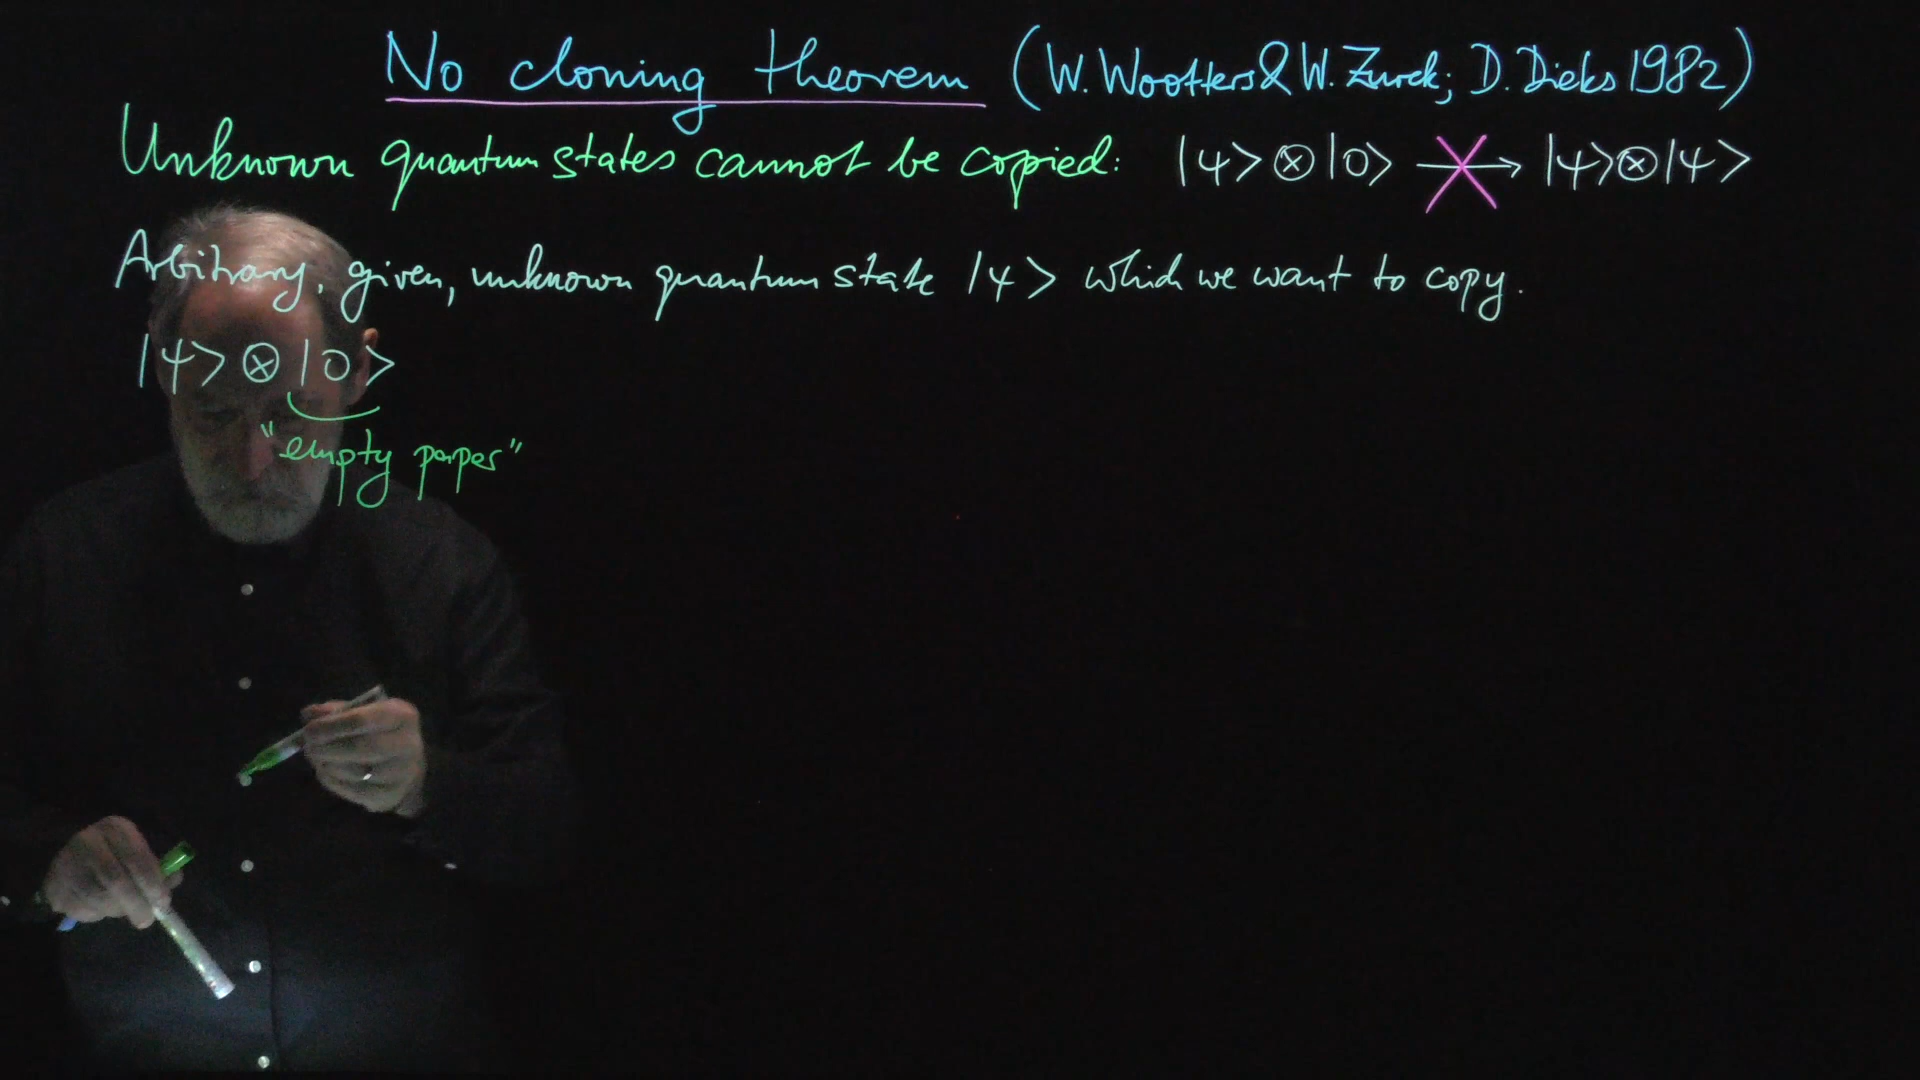 No cloning theorem (W. Wootters & W. Zurek; D. Dieks 1982)
Unknown quantum states cannot be copied: |ψ>⊗|0> → |ψ>⊗|ψ>
Arbitrary, given, unknown quantum state |ψ> which we want to copy.
|ψ>⊗|0>
"empty paper"